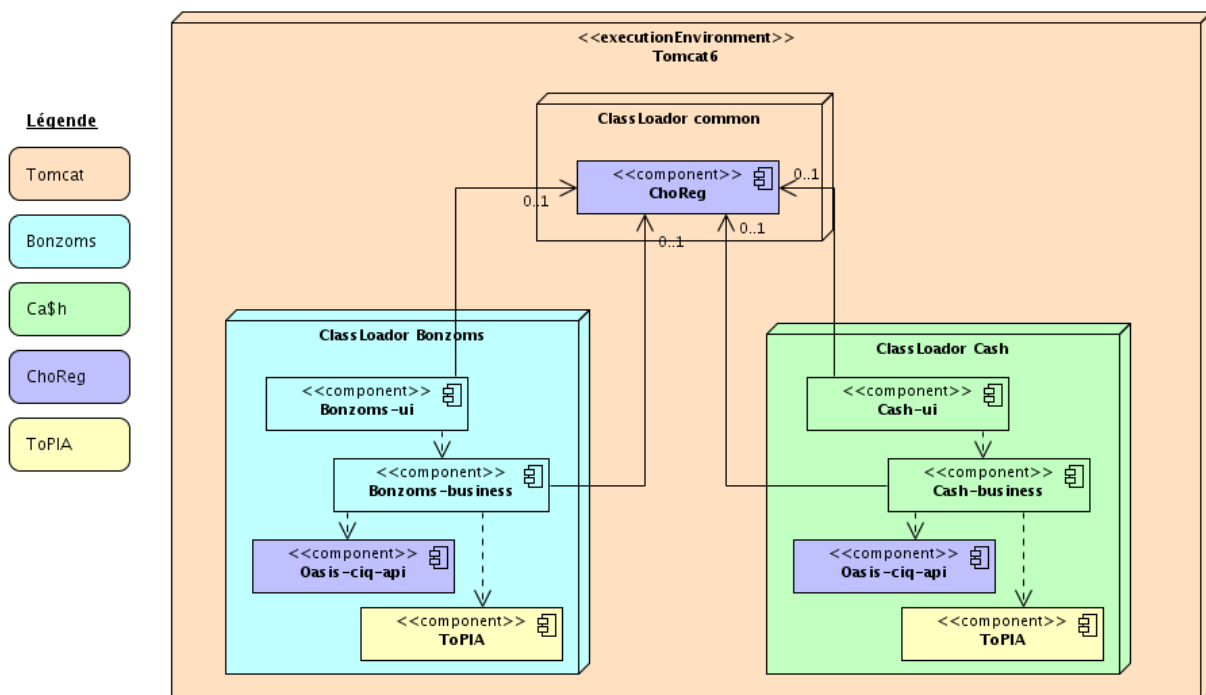 <<executionEnvironment>>
Tomcat6
Légende
Tomcat
Bonzoms
Ca$h
ChoReg
ToPIA
ClassLoador common
<<component>>
ChoReg
0..1
0..1
0..1
0..1
ClassLoador Bonzoms
<<component>>
Bonzoms-ui
<<component>>
Bonzoms-business
<<component>>
Oasis-ciq-api
<<component>>
ToPIA
ClassLoador Cash
<<component>>
Cash-ui
<<component>>
Cash-business
<<component>>
Oasis-ciq-api
<<component>>
ToPIA